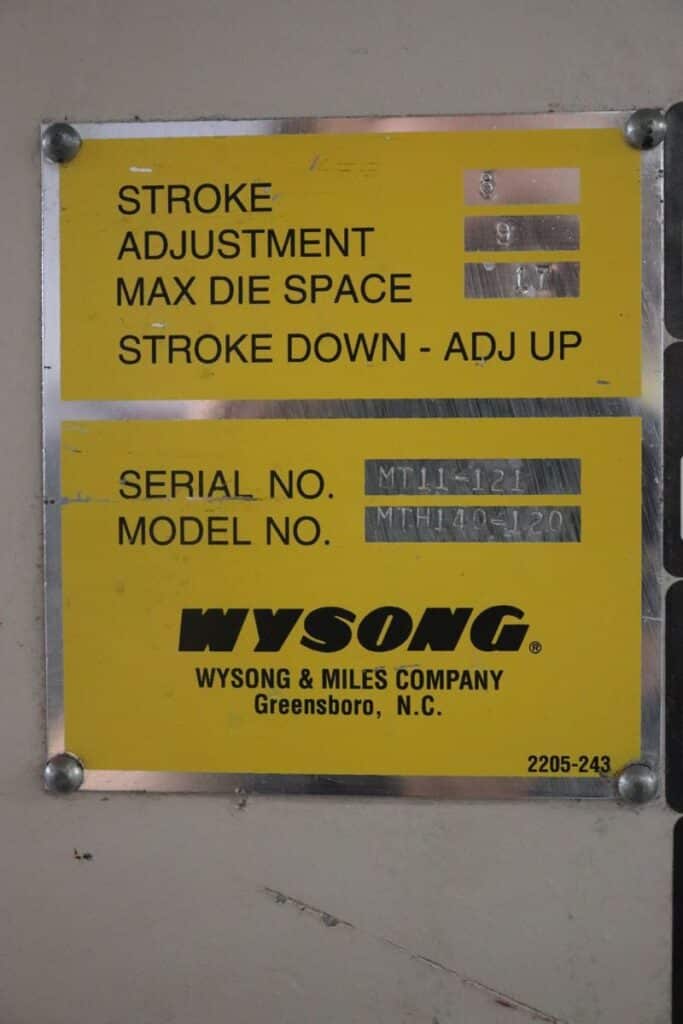 STROKE 8
ADJUSTMENT 9
MAX DIE SPACE 17
STROKE DOWN - ADJ UP
SERIAL NO. MT11-121
MODEL NO. MTH140-120
WYSONG®
WYSONG & MILES COMPANY
Greensboro, N.C.
2205-243